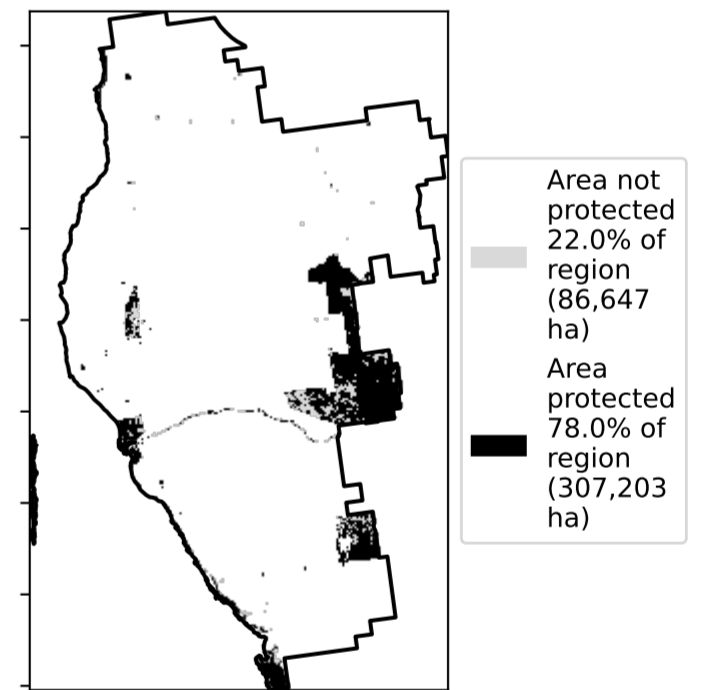 Area not
protected
22.0% of
region
(86,647
ha)
Area
protected
78.0% of
region
(307,203
ha)